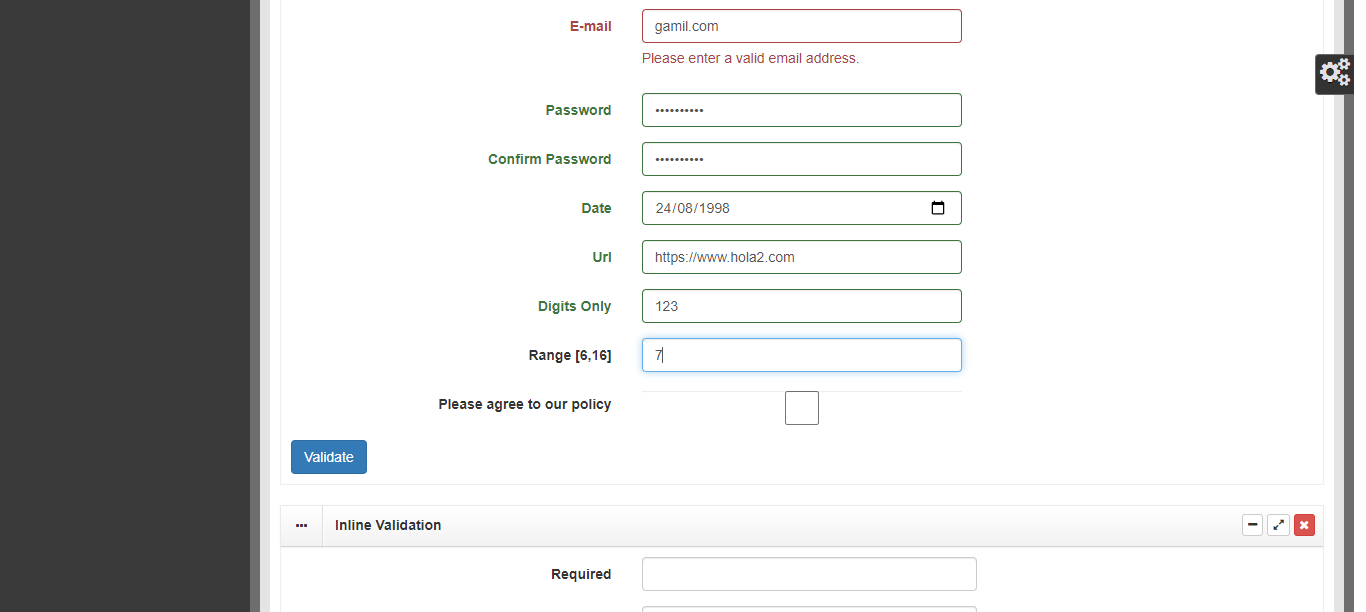 E-mail gamil.com
Please enter a valid email address.
Password ••••••••••
Confirm Password ••••••••••
Date 24/08/1998
Url https://www.hola2.com
Digits Only 123
Range [6,16] 7
Please agree to our policy
Validate
Inline Validation
Required